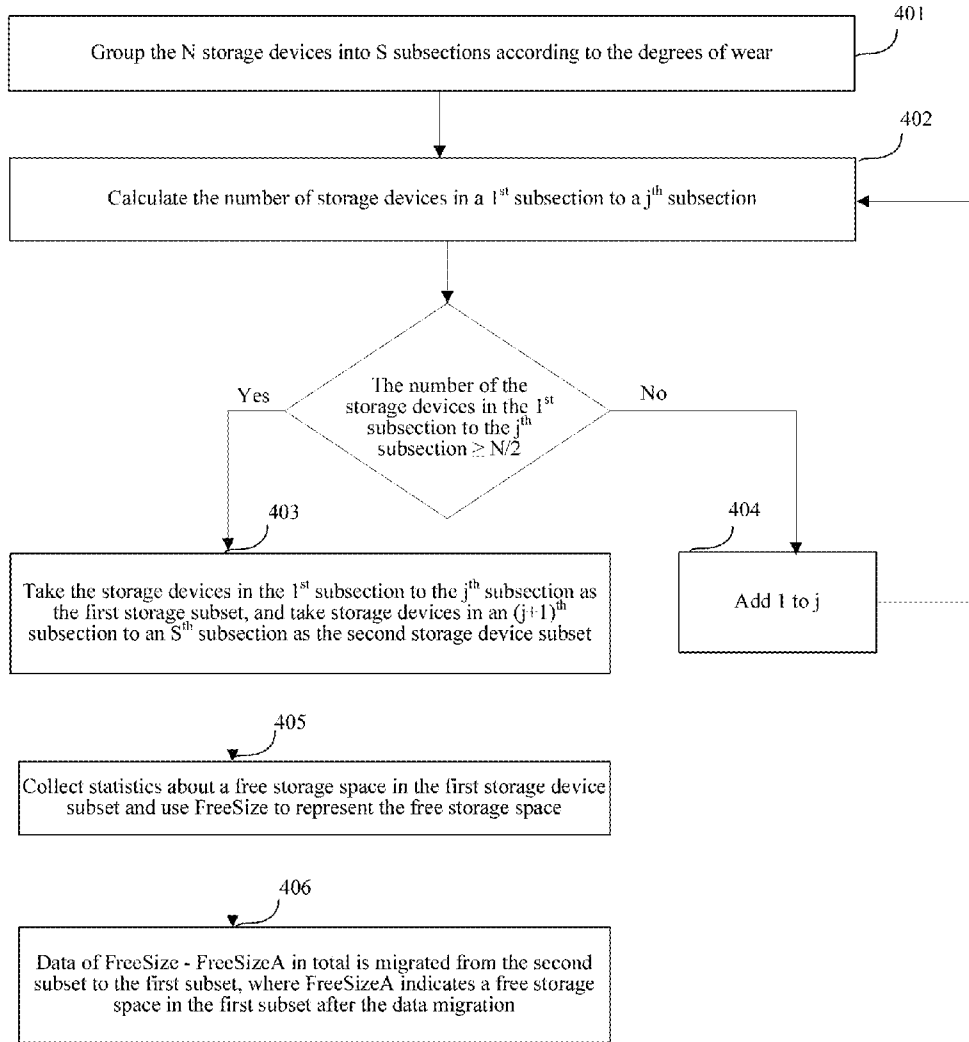 401
Group the N storage devices into S subsections according to the degrees of wear
402
Calculate the number of storage devices in a 1st subsection to a jth subsection
The number of the
storage devices in the 1st
subsection to the jth
subsection ≥ N/2
Yes
No
403
Take the storage devices in the 1st subsection to the jth subsection as
the first storage subset, and take storage devices in an (j+1)th
subsection to an Sth subsection as the second storage device subset
404
Add 1 to j
405
Collect statistics about a free storage space in the first storage device
subset and use FreeSize to represent the free storage space
406
Data of FreeSize - FreeSizeA in total is migrated from the second
subset to the first subset, where FreeSizeA indicates a free storage
space in the first subset after the data migration